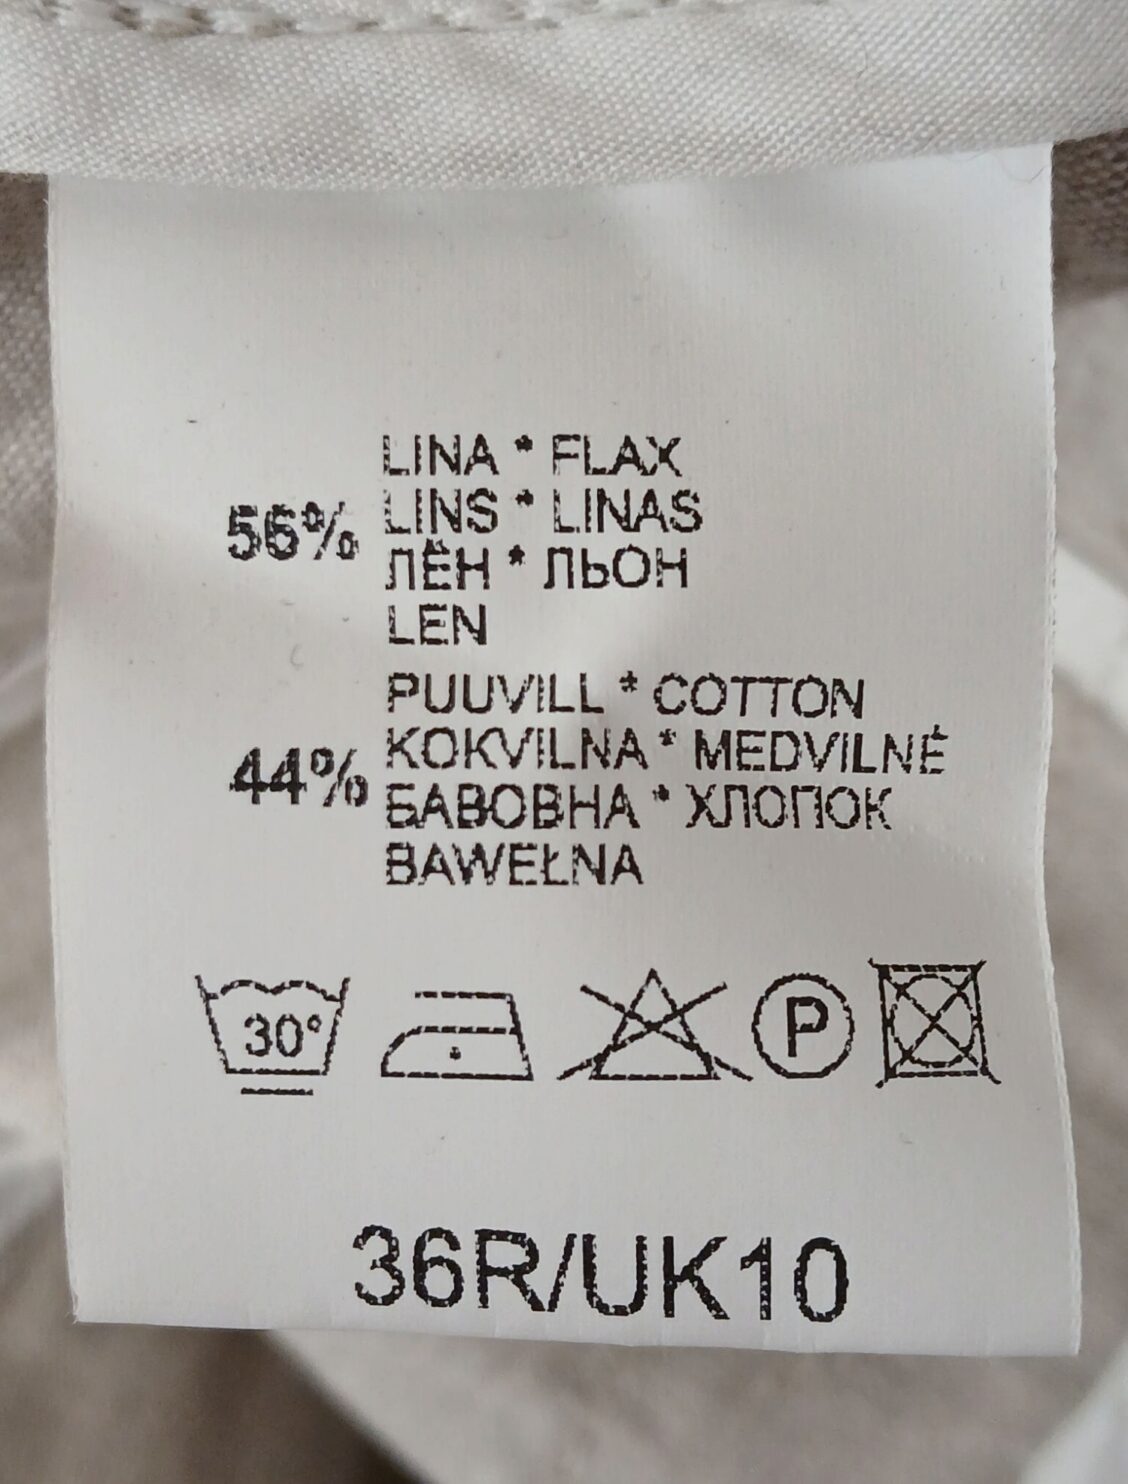 56%
LINA * FLAX
LINS * LINAS
ЛЁН * ЛЬОН
LEN
44%
PUUVILL * COTTON
KOKVILNA * MEDVILNĖ
БАВОВНА * ХЛОПОК
BAWEŁNA
30° P
36R/UK10